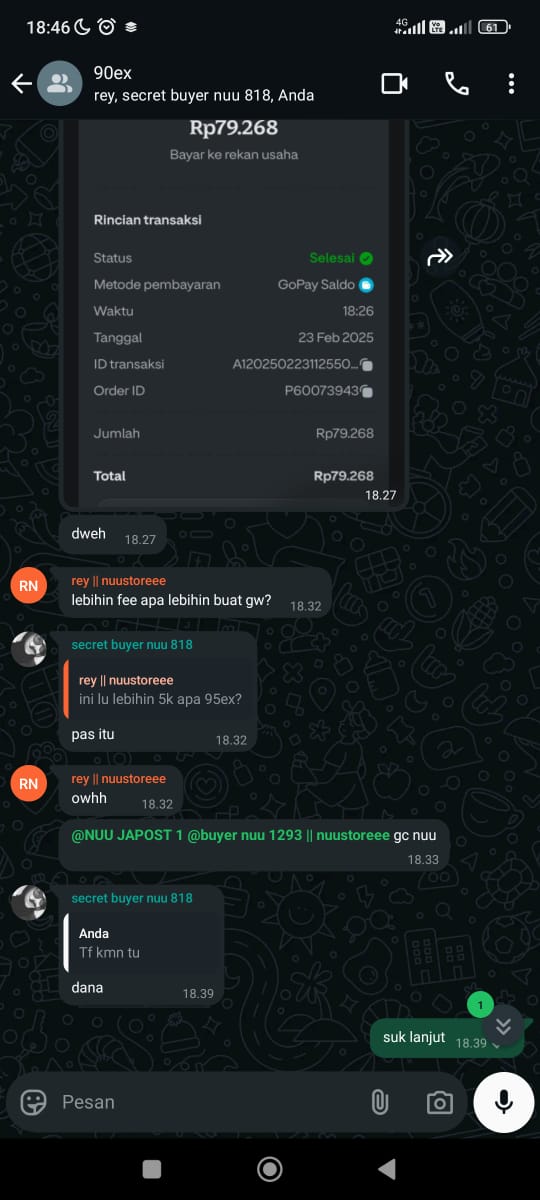 18:46
4G
Vo LTE
61
90ex
rey, secret buyer nuu 818, Anda
Rp79.268
Bayar ke rekan usaha
Rincian transaksi
Status Selesai
Metode pembayaran GoPay Saldo
Waktu 18:26
Tanggal 23 Feb 2025
ID transaksi A120250223112550...
Order ID P60073943
Jumlah Rp79.268
Total Rp79.268
18.27
dweh 18.27
RN
rey || nuustoreee
lebihin fee apa lebihin buat gw? 18.32
secret buyer nuu 818
rey || nuustoreee
ini lu lebihin 5k apa 95ex?
pas itu 18.32
RN
rey || nuustoreee
owhh 18.32
@NUU JAPOST 1 @buyer nuu 1293 || nuustoreee gc nuu
18.33
secret buyer nuu 818
Anda
Tf kmn tu
dana 18.39
1
suk lanjut 18.39
Pesan